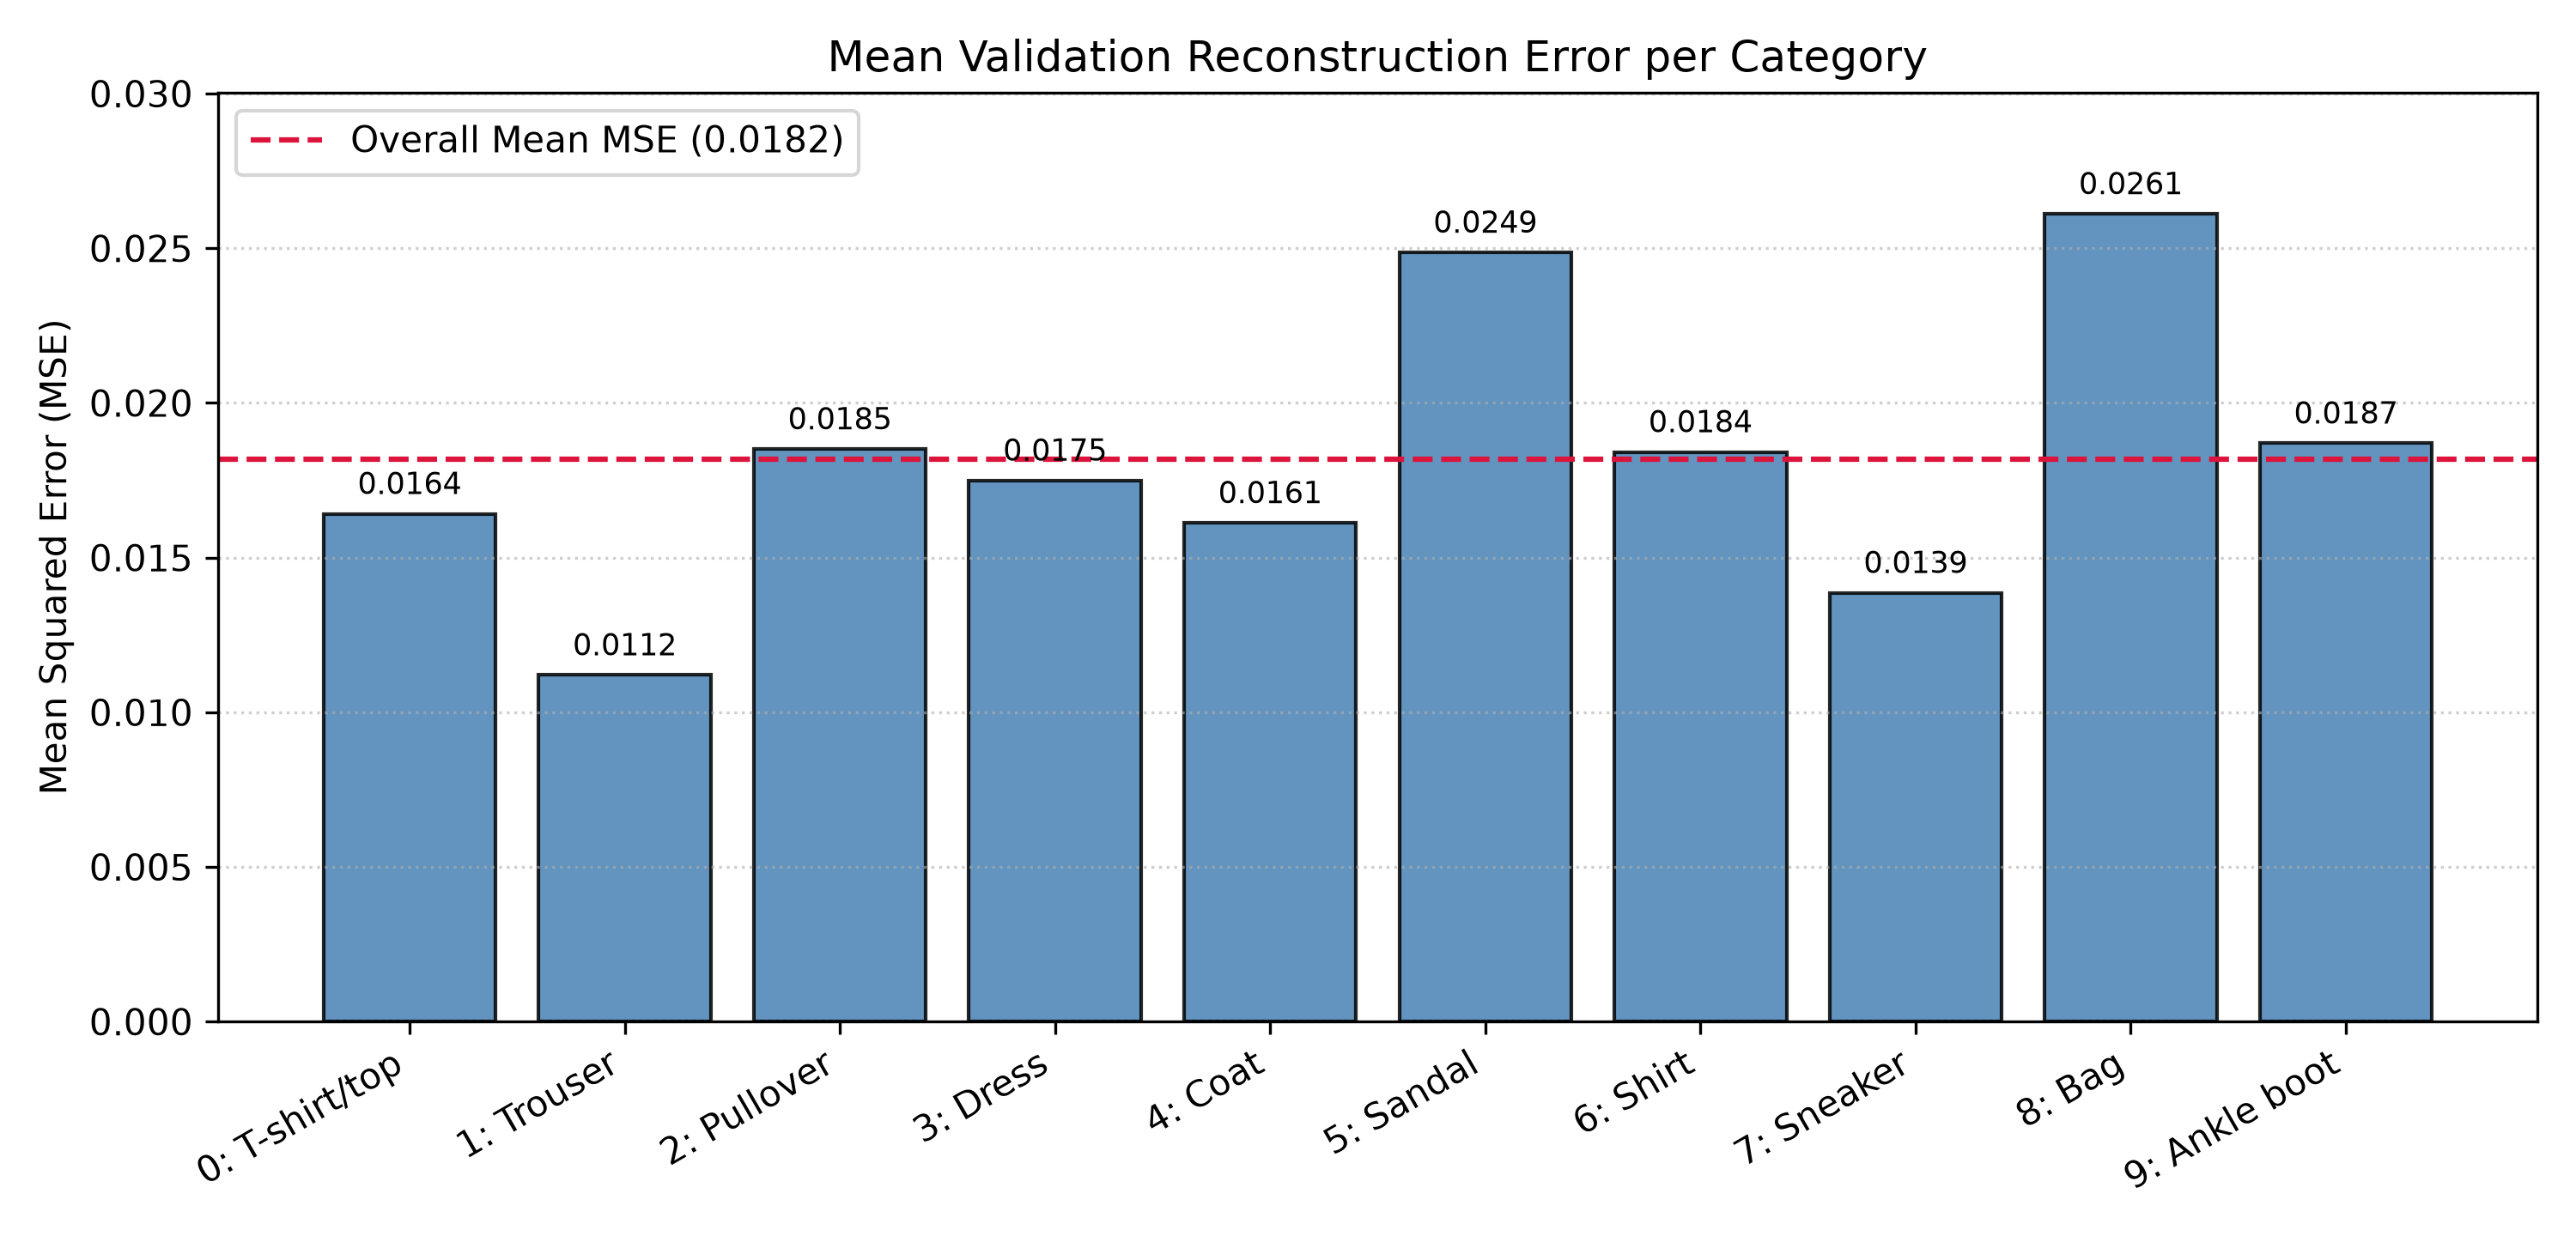 Mean Validation Reconstruction Error per Category
Overall Mean MSE (0.0182)
Mean Squared Error (MSE)
0.030
0.025
0.020
0.015
0.010
0.005
0.000
0.0164
0.0112
0.0185
0.0175
0.0161
0.0249
0.0184
0.0139
0.0261
0.0187
0: T-shirt/top
1: Trouser
2: Pullover
3: Dress
4: Coat
5: Sandal
6: Shirt
7: Sneaker
8: Bag
9: Ankle boot